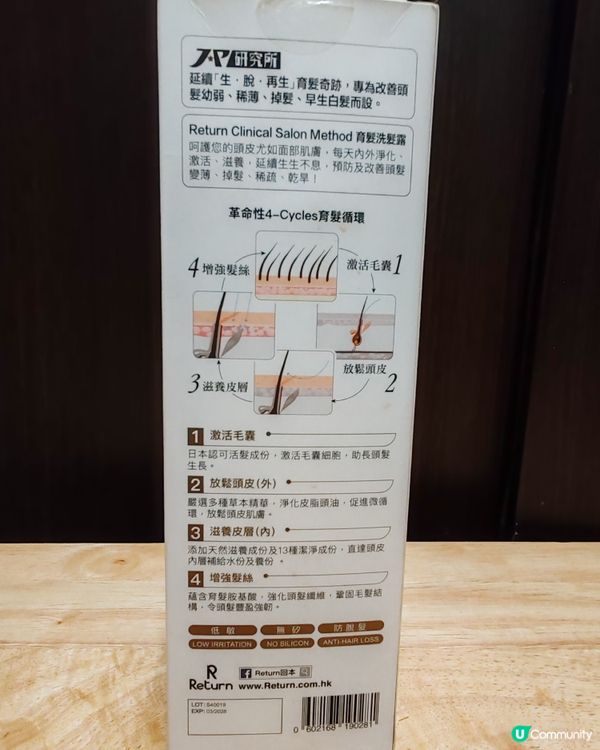 研究所
延續「生．脫．再生」育髮奇跡，專為改善頭
髮幼弱、稀薄、掉髮、早生白髮而設。
Return Clinical Salon Method 育髮洗髮露
呵護您的頭皮尤如面部肌膚，每天內外淨化、
激活、滋養，延續生生不息，預防及改善頭髮
變薄、掉髮、稀疏、乾旱！
革命性4-Cycles育髮循環
4 增強髮絲
激活毛囊 1
放鬆頭皮 2
3 滋養皮層
1 激活毛囊
日本認可活髮成份，激活毛囊細胞，助長頭髮
生長。
2 放鬆頭皮(外)
嚴選多種草本精華，淨化皮脂頭油，促進微循
環，放鬆頭皮肌膚。
3 滋養皮層(內)
添加天然滋養成份及13種潔淨成份，直達頭皮
內層補給水份及養份。
4 增強髮絲
蘊含育髮胺基酸，強化頭髮纖維，鞏固毛髮結
構，令頭髮豐盈強韌。
低敏 無矽 防脫髮
LOW IRRITATION NO SILICON ANTI-HAIR LOSS
R
Return
Return回本
www.Return.com.hk
LOT: S40019
EXP: 03/2028
0 602168 190281
U Community